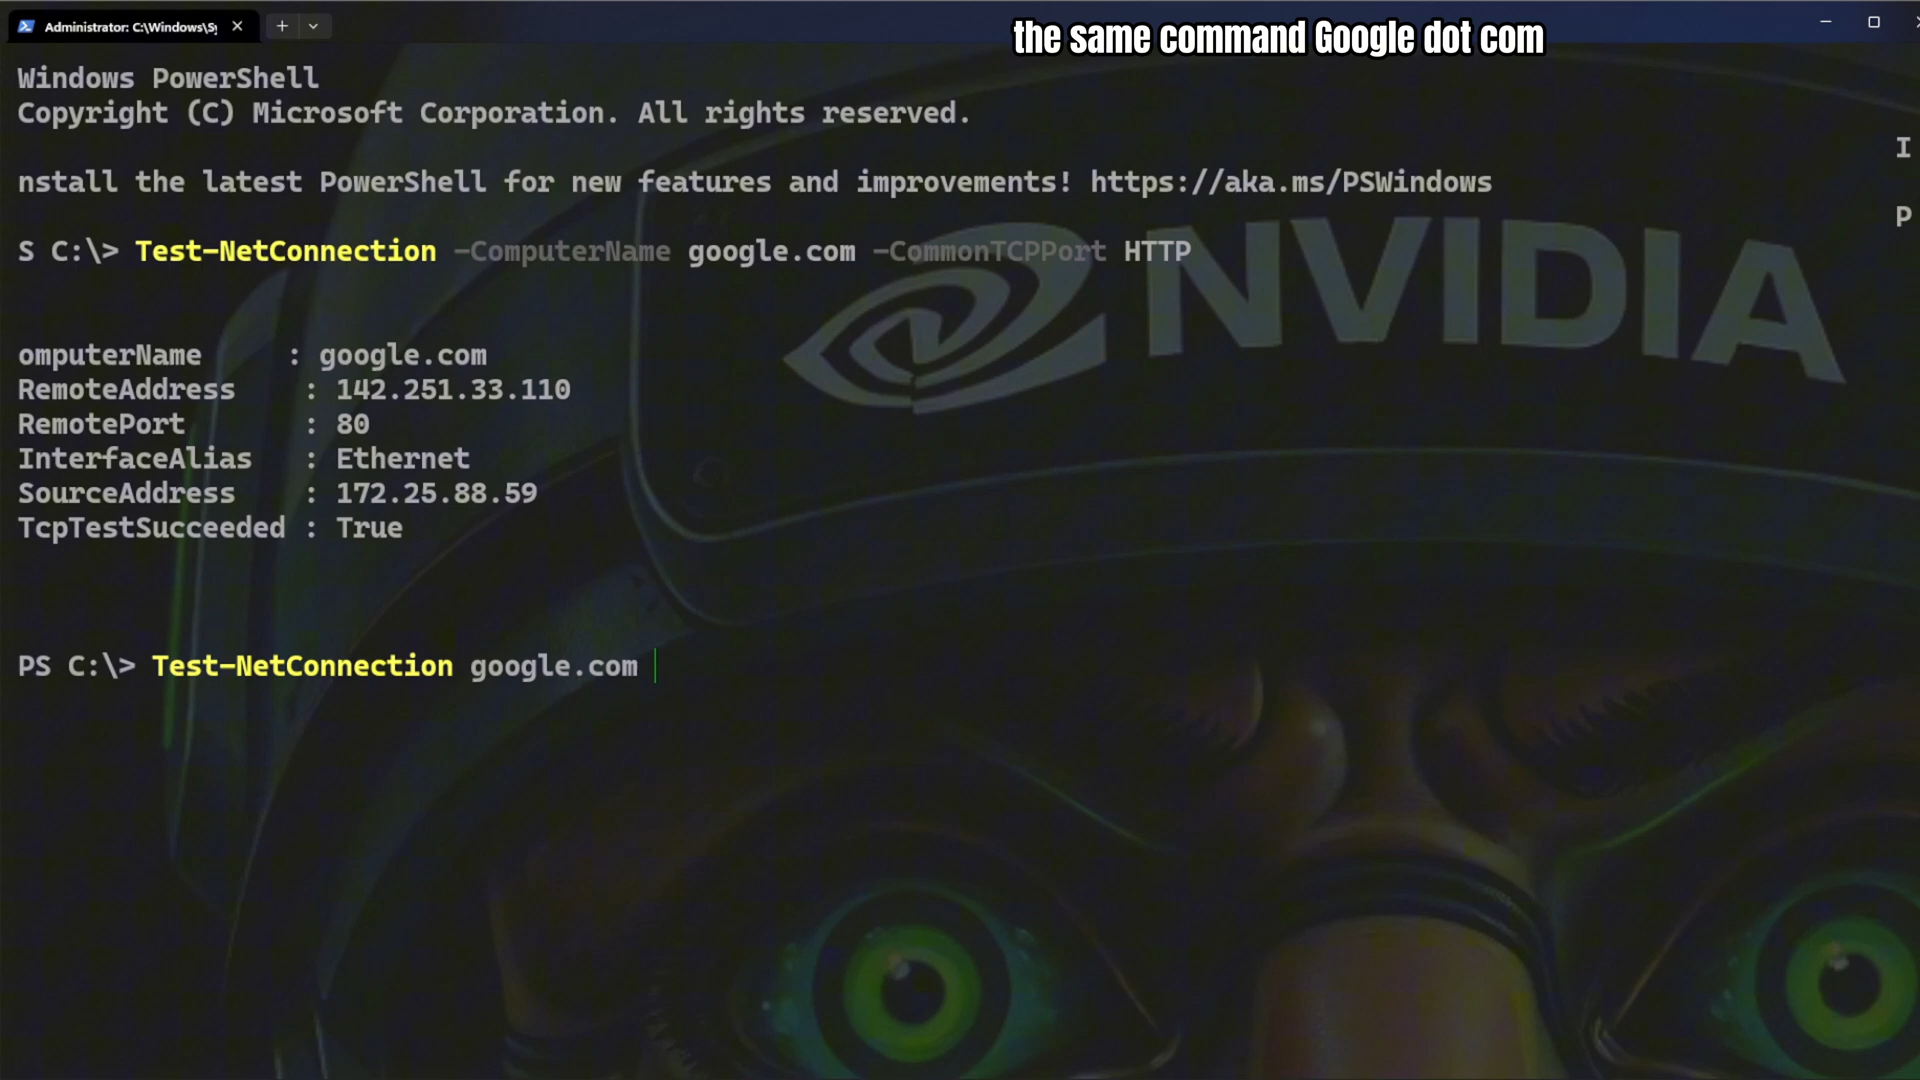 Administrator: C:\Windows\Sy
the same command Google dot com
Windows PowerShell
Copyright (C) Microsoft Corporation. All rights reserved.
I
nstall the latest PowerShell for new features and improvements! https://aka.ms/PSWindows
P
S C:\> Test-NetConnection -ComputerName google.com -CommonTCPPort HTTP
NVIDIA
omputerName     : google.com
RemoteAddress    : 142.251.33.110
RemotePort       : 80
InterfaceAlias   : Ethernet
SourceAddress    : 172.25.88.59
TcpTestSucceeded : True
PS C:\> Test-NetConnection google.com